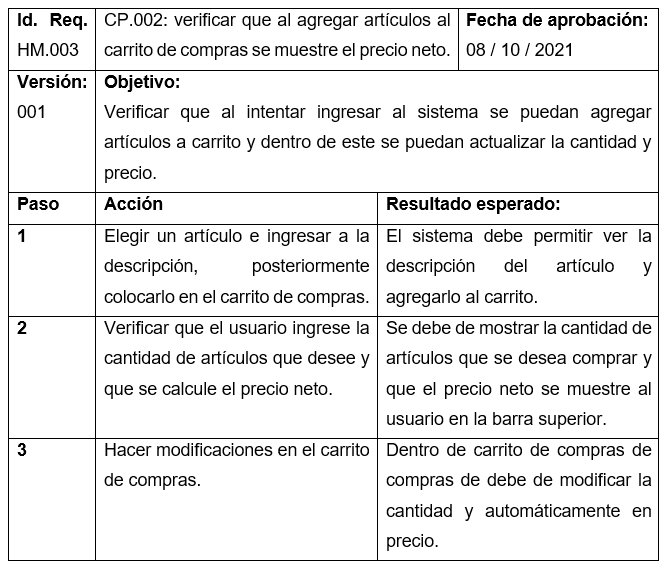 Id. Req. CP.002: verificar que al agregar artículos al Fecha de aprobación:
HM.003 carrito de compras se muestre el precio neto. 08 / 10 / 2021
Versión: Objetivo:
001 Verificar que al intentar ingresar al sistema se puedan agregar
artículos a carrito y dentro de este se puedan actualizar la cantidad y
precio.
Paso Acción Resultado esperado:
1 Elegir un artículo e ingresar a la El sistema debe permitir ver la
descripción, posteriormente descripción del artículo y
colocarlo en el carrito de compras. agregarlo al carrito.
2 Verificar que el usuario ingrese la Se debe de mostrar la cantidad de
cantidad de artículos que desee y artículos que se desea comprar y
que se calcule el precio neto. que el precio neto se muestre al
usuario en la barra superior.
3 Hacer modificaciones en el carrito Dentro de carrito de compras de
de compras. compras de debe de modificar la
cantidad y automáticamente en
precio.